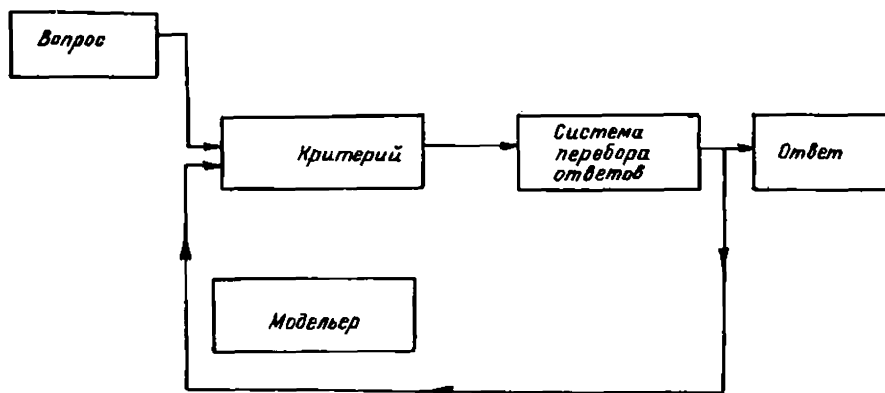 Вопрос
Критерий
Система
перебора
ответов
Ответ
Модельер